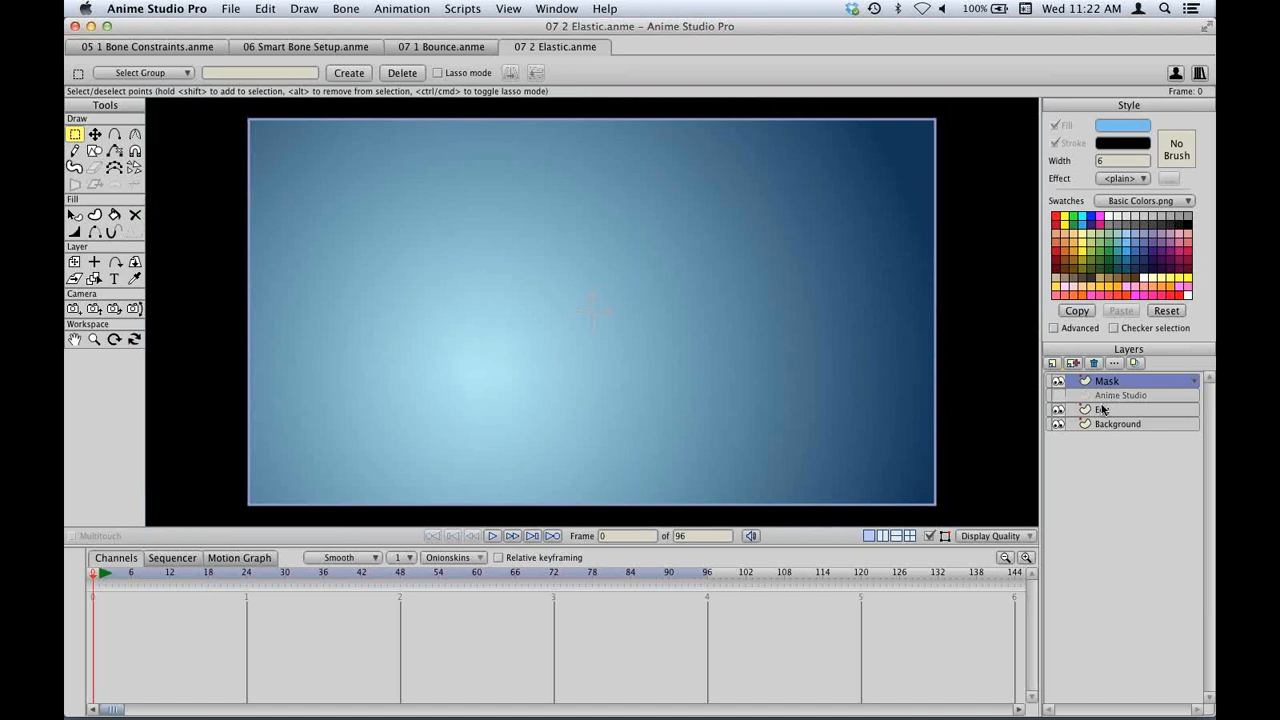 Anime Studio Pro File Edit Draw Bone Animation Scripts View Window Help 100% Wed 11:22 AM
07 2 Elastic.anme – Anime Studio Pro
05 1 Bone Constraints.anme 06 Smart Bone Setup.anme 07 1 Bounce.anme 07 2 Elastic.anme
Select Group Create Delete Lasso mode
Select/deselect points (hold <shift> to add to selection, <alt> to remove from selection, <ctrl/cmd> to toggle lasso mode) Frame: 0
Tools
Draw
Fill
Layer
T
Camera
Workspace
Style
Fill
Stroke
No Brush
Width 6
Effect <plain> ...
Swatches Basic Colors.png
Copy Paste Reset
Advanced Checker selection
Layers
...
Mask
Anime Studio
Background
Multitouch Frame 0 of 96 Display Quality
Channels Sequencer Motion Graph Smooth 1 Onionskins Relative keyframing
0 6 12 18 24 30 36 42 48 54 60 66 72 78 84 90 96 102 108 114 120 126 132 138 144
0 1 2 3 4 5 6